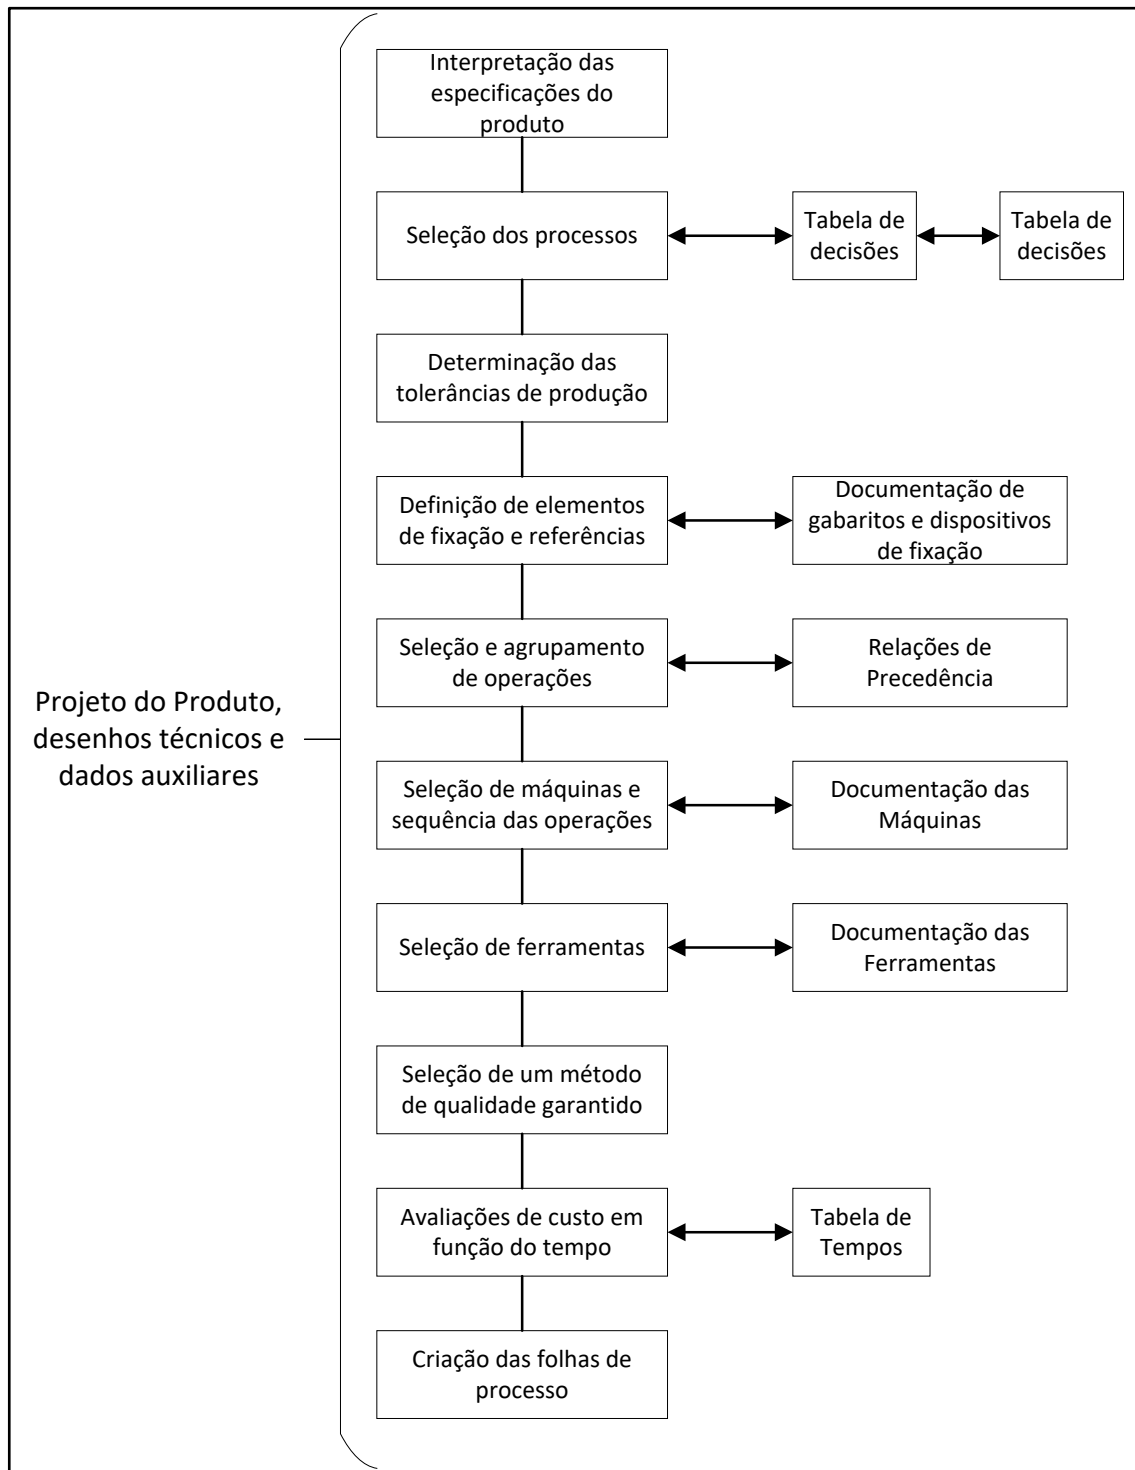 Interpretação das
especificações do
produto
Seleção dos processos
Tabela de
decisões
Tabela de
decisões
Determinação das
tolerâncias de produção
Definição de elementos
de fixação e referências
Documentação de
gabaritos e dispositivos
de fixação
Seleção e agrupamento
de operações
Relações de
Precedência
Projeto do Produto,
desenhos técnicos e
dados auxiliares
Seleção de máquinas e
sequência das operações
Documentação das
Máquinas
Seleção de ferramentas
Documentação das
Ferramentas
Seleção de um método
de qualidade garantido
Avaliações de custo em
função do tempo
Tabela de
Tempos
Criação das folhas de
processo